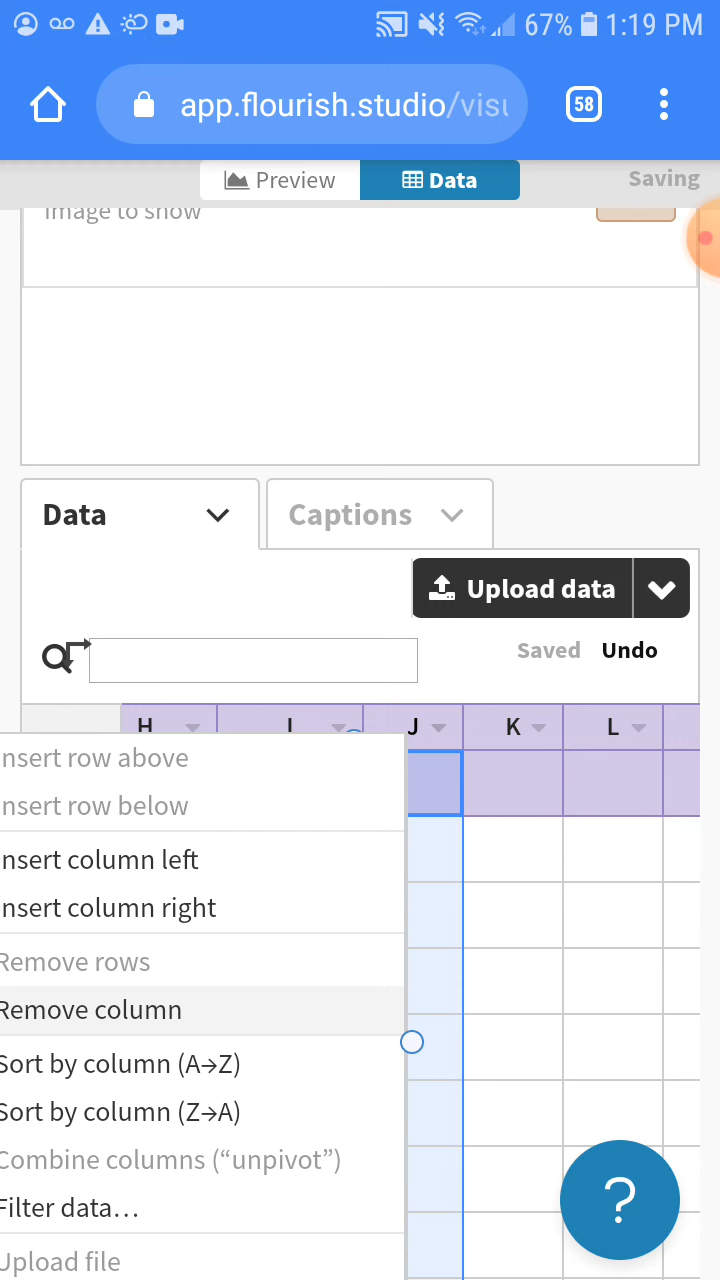 67% 1:19 PM
app.flourish.studio/visu
58
Preview
Data
Saving
Image to show
Data
Captions
Upload data
Saved Undo
H I J K L
nsert row above
nsert row below
nsert column left
nsert column right
Remove rows
Remove column
Sort by column (A→Z)
Sort by column (Z→A)
Combine columns (“unpivot”)
Filter data…
Upload file
?